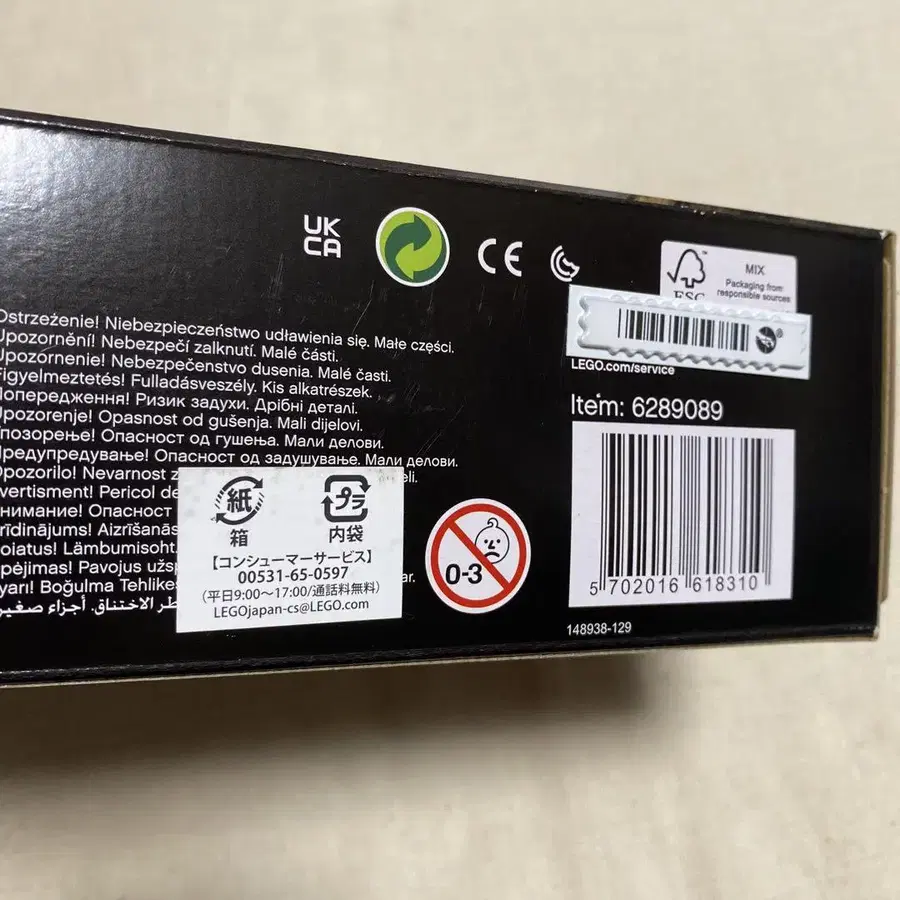 UK
CA
CE
FSC
MIX
Packaging from
responsible sources
LEGO.com/service
Item: 6289089
5 702016 618310
148938-129
Ostrzeżenie! Niebezpieczeństwo udławienia się. Małe części.
Upozornění! Nebezpečí zalknutí. Malé části.
Upozornenie! Nebezpečenstvo dusenia. Malé časti.
Figyelmeztetés! Fulladásveszély. Kis alkatrészek.
Попередження! Ризик задухи. Дрібні деталі.
Upozorenje! Opasnost od gušenja. Mali dijelovi.
Упозорење! Опасност од гушења. Мали делови.
Предупредување! Опасност од задушување. Мали делови.
Opozorilo! Nevarnost z eli.
vertisment! Pericol de
нимание! Опасност
rīdinājums! Aizrīšanās
oiatus! Lämbumisoht.
spėjimas! Pavojus užsp
yarı! Boğulma Tehlikes ar.
طر الاختناق. أجزاء صغير
紙
箱
プラ
内袋
【コンシューマーサービス】
00531-65-0597
(平日9:00～17:00/通話料無料)
LEGOjapan-cs@LEGO.com
0-3